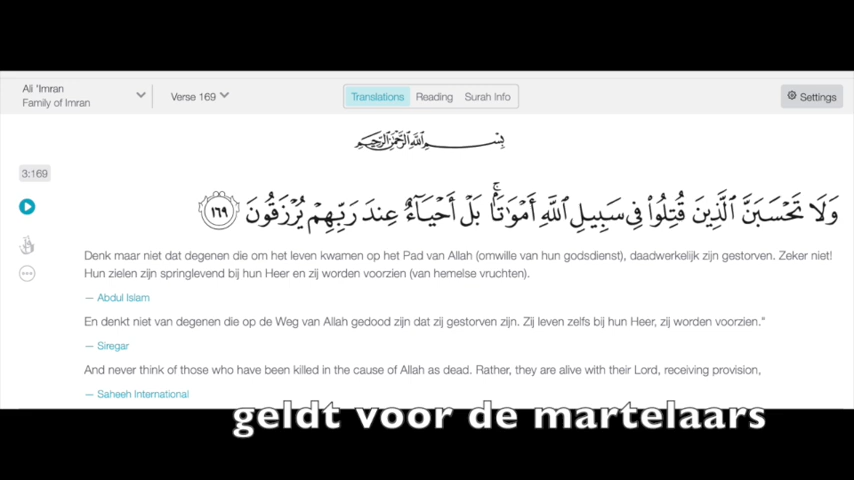 Ali 'Imran
Family of Imran
Verse 169
Translations Reading Surah Info
Settings
بِسْمِ اللَّهِ الرَّحْمَٰنِ الرَّحِيمِ
3:169
وَلَا تَحْسَبَنَّ الَّذِينَ قُتِلُوا۟ فِى سَبِيلِ اللَّهِ أَمْوَٰتًۢا ۚ بَلْ أَحْيَآءٌ عِندَ رَبِّهِمْ يُرْزَقُونَ ١٦٩
Denk maar niet dat degenen die om het leven kwamen op het Pad van Allah (omwille van hun godsdienst), daadwerkelijk zijn gestorven. Zeker niet!
Hun zielen zijn springlevend bij hun Heer en zij worden voorzien (van hemelse vruchten).
— Abdul Islam
En denkt niet van degenen die op de Weg van Allah gedood zijn dat zij gestorven zijn. Zij leven zelfs bij hun Heer, zij worden voorzien."
— Siregar
And never think of those who have been killed in the cause of Allah as dead. Rather, they are alive with their Lord, receiving provision,
— Saheeh International
geldt voor de martelaars